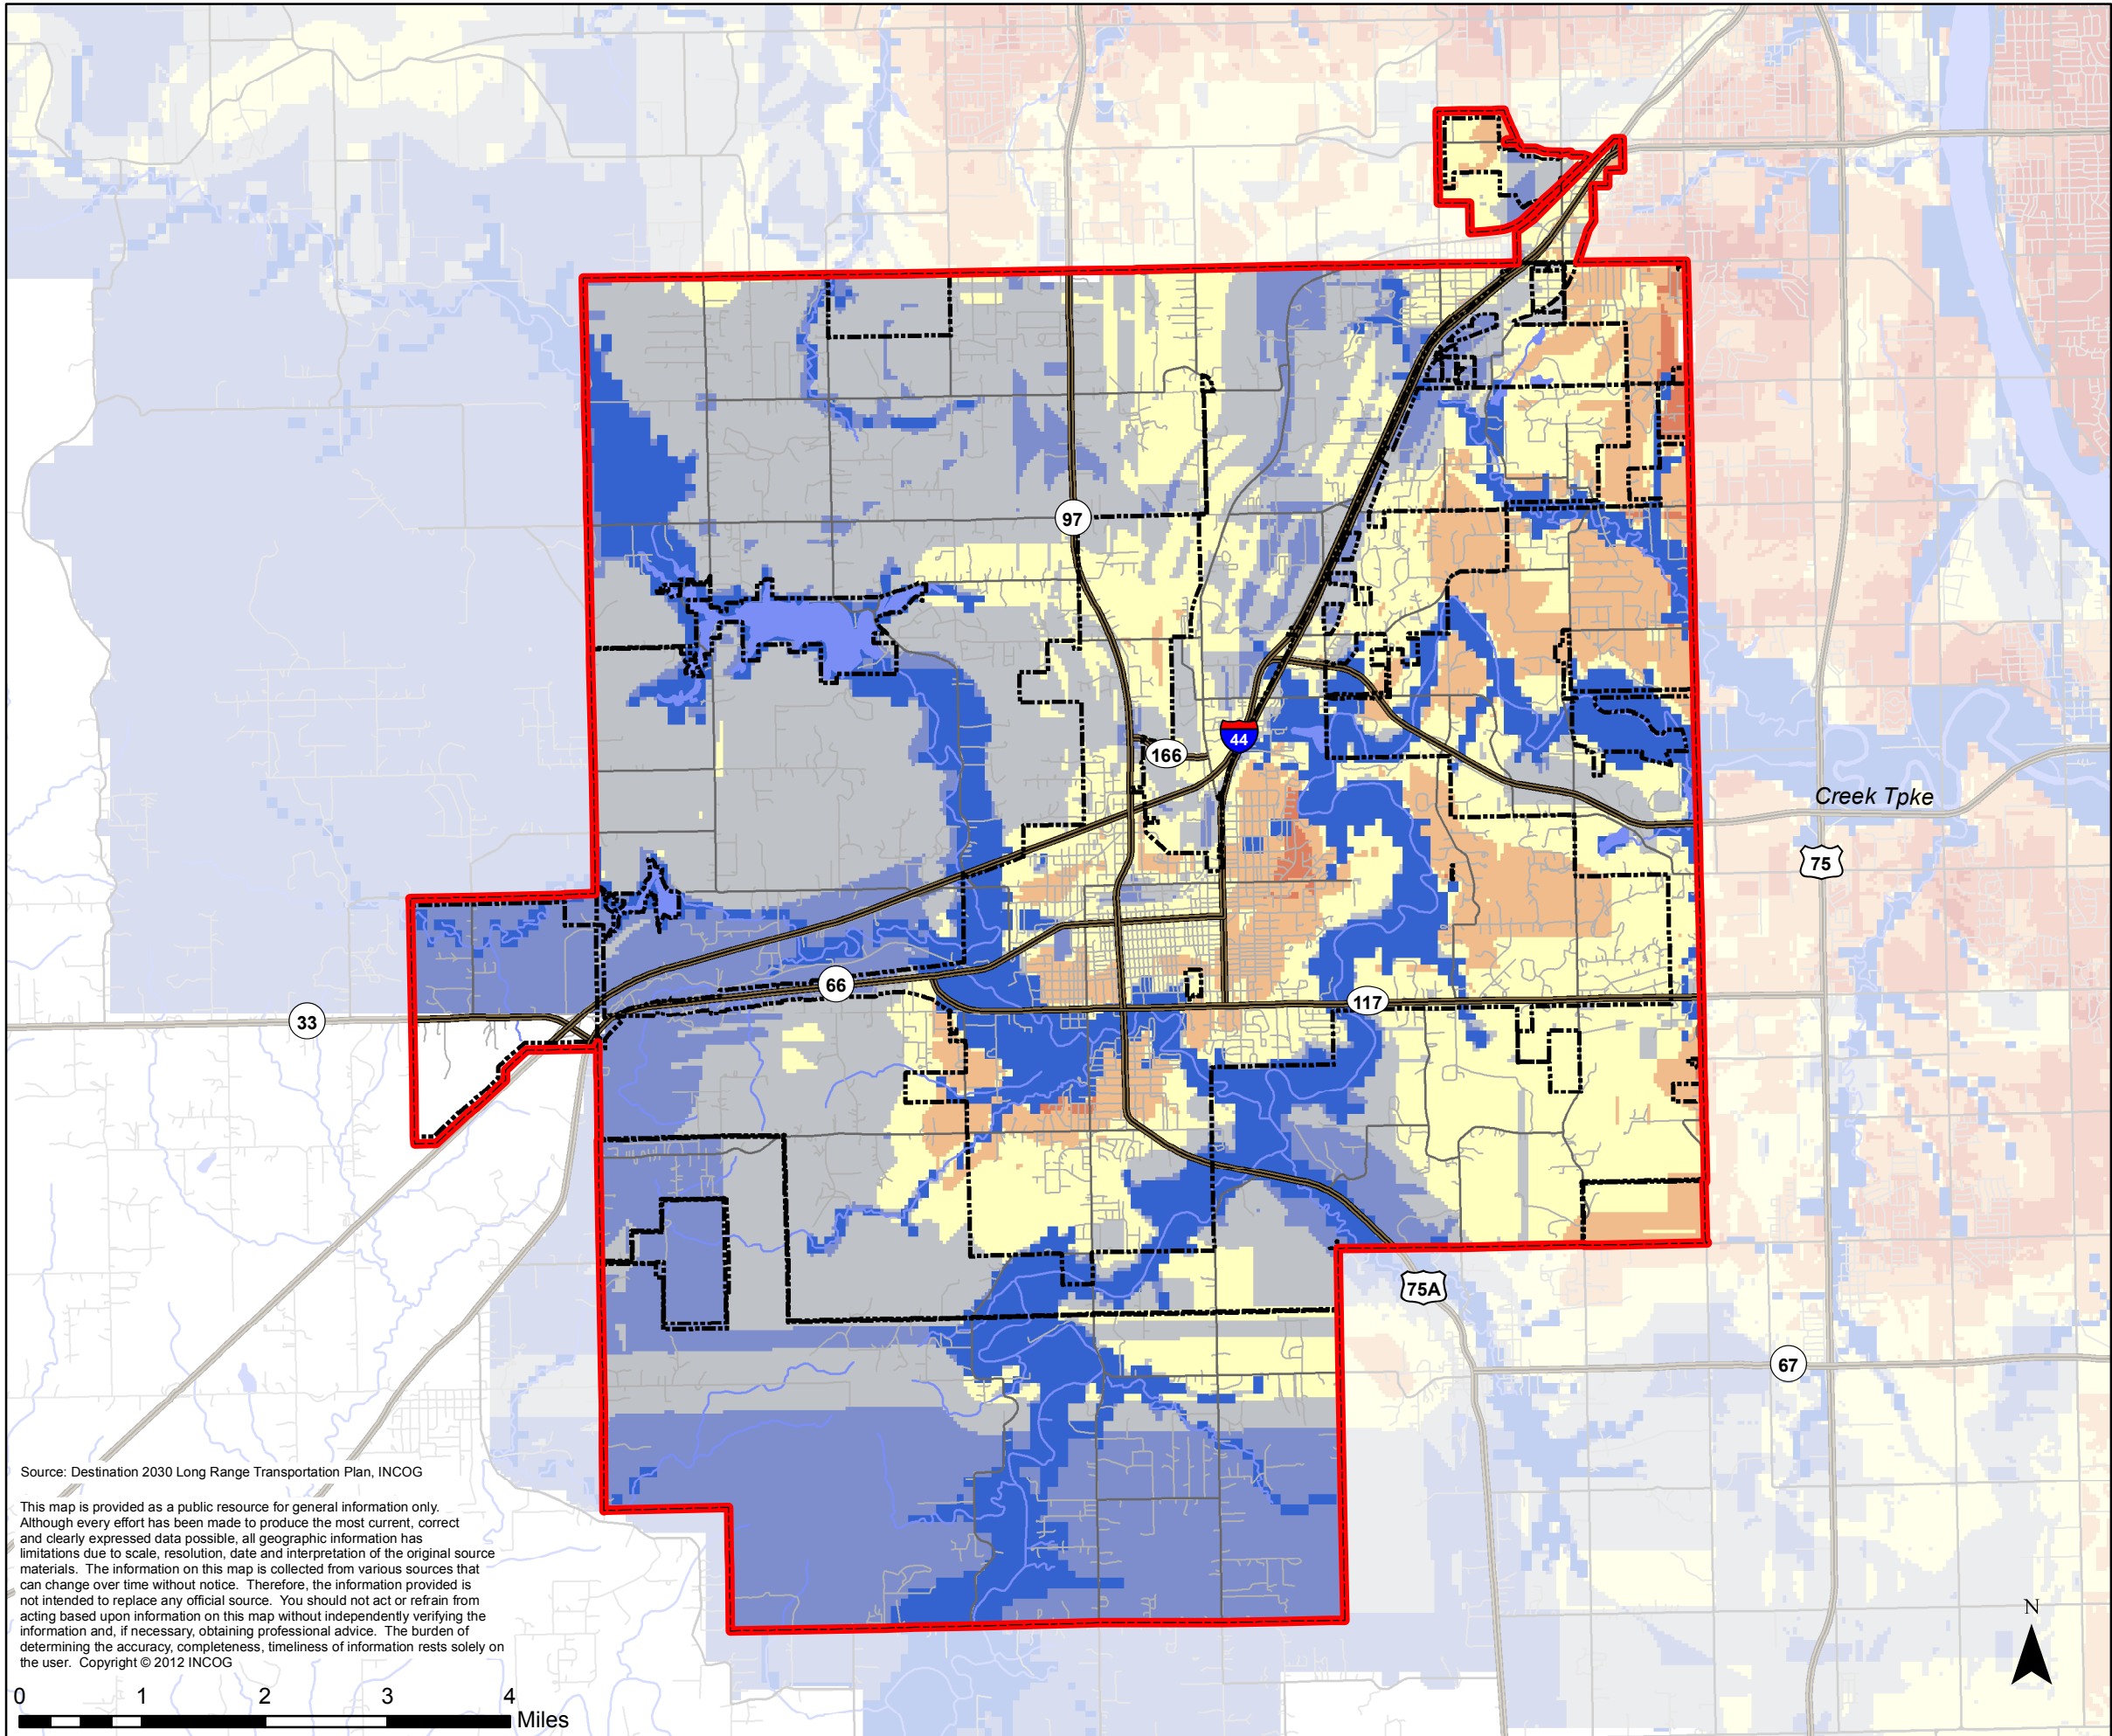 97
44
166
Creek Tpke
75
66
117
33
75A
67
Source: Destination 2030 Long Range Transportation Plan, INCOG
This map is provided as a public resource for general information only.
Although every effort has been made to produce the most current, correct
and clearly expressed data possible, all geographic information has
limitations due to scale, resolution, date and interpretation of the original source
materials. The information on this map is collected from various sources that
can change over time without notice. Therefore, the information provided is
not intended to replace any official source. You should not act or refrain from
acting based upon information on this map without independently verifying the
information and, if necessary, obtaining professional advice. The burden of
determining the accuracy, completeness, timeliness of information rests solely on
the user. Copyright © 2012 INCOG
N
0 1 2 3 4
Miles